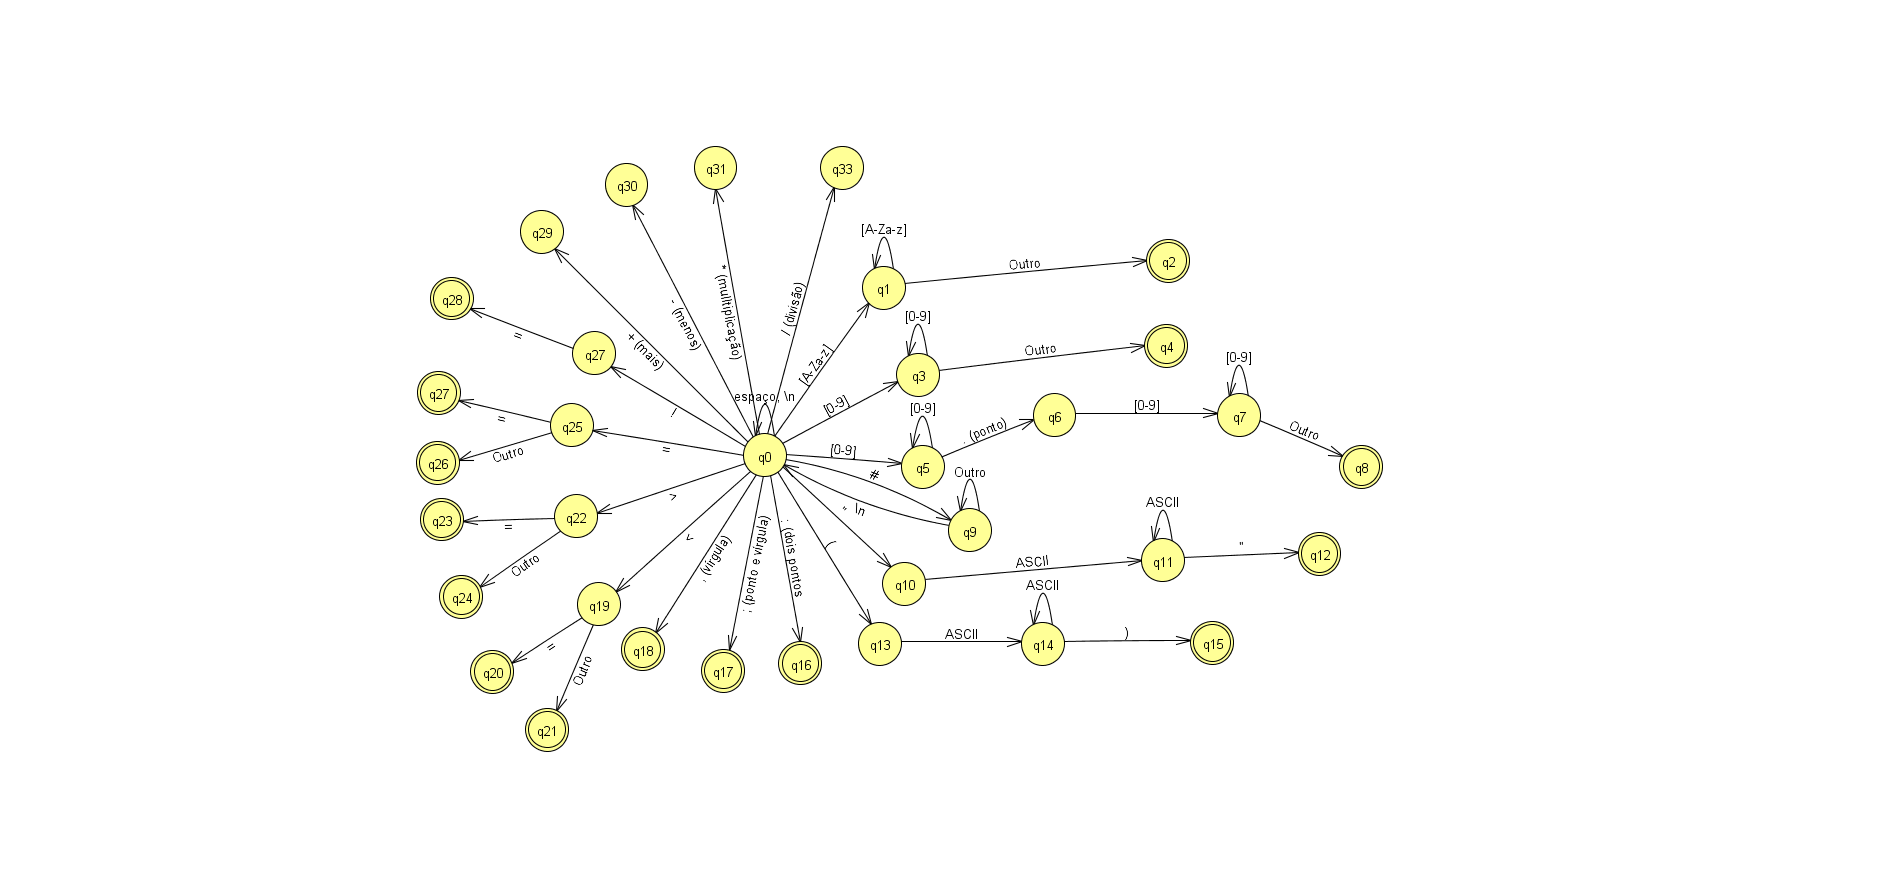 q31
q33
q30
q29
[A-Za-z]
q2
Outro
q28
q1
* (mulltiplicação)
/ (divisão)
- (menos)
[0-9]
=
+ (mais)
q27
Outro
q4
[0-9]
q3
[A-Za-z]
q27
espaço, \n
[0-9]
[0-9]
=
!
q6
[0-9]
q7
q25
. (ponto)
Outro
q26
Outro
=
q0
[0-9]
q5
q8
#
Outro
>
q23
=
q22
" \n
ASCII
q9
Outro
<
, (vírgula)
; (ponto e vírgula)
: (dois pontos
(
"
q12
q24
ASCII
q11
q10
ASCII
q19
=
Outro
q18
q17
q16
q13
ASCII
q14
)
q15
q20
q21